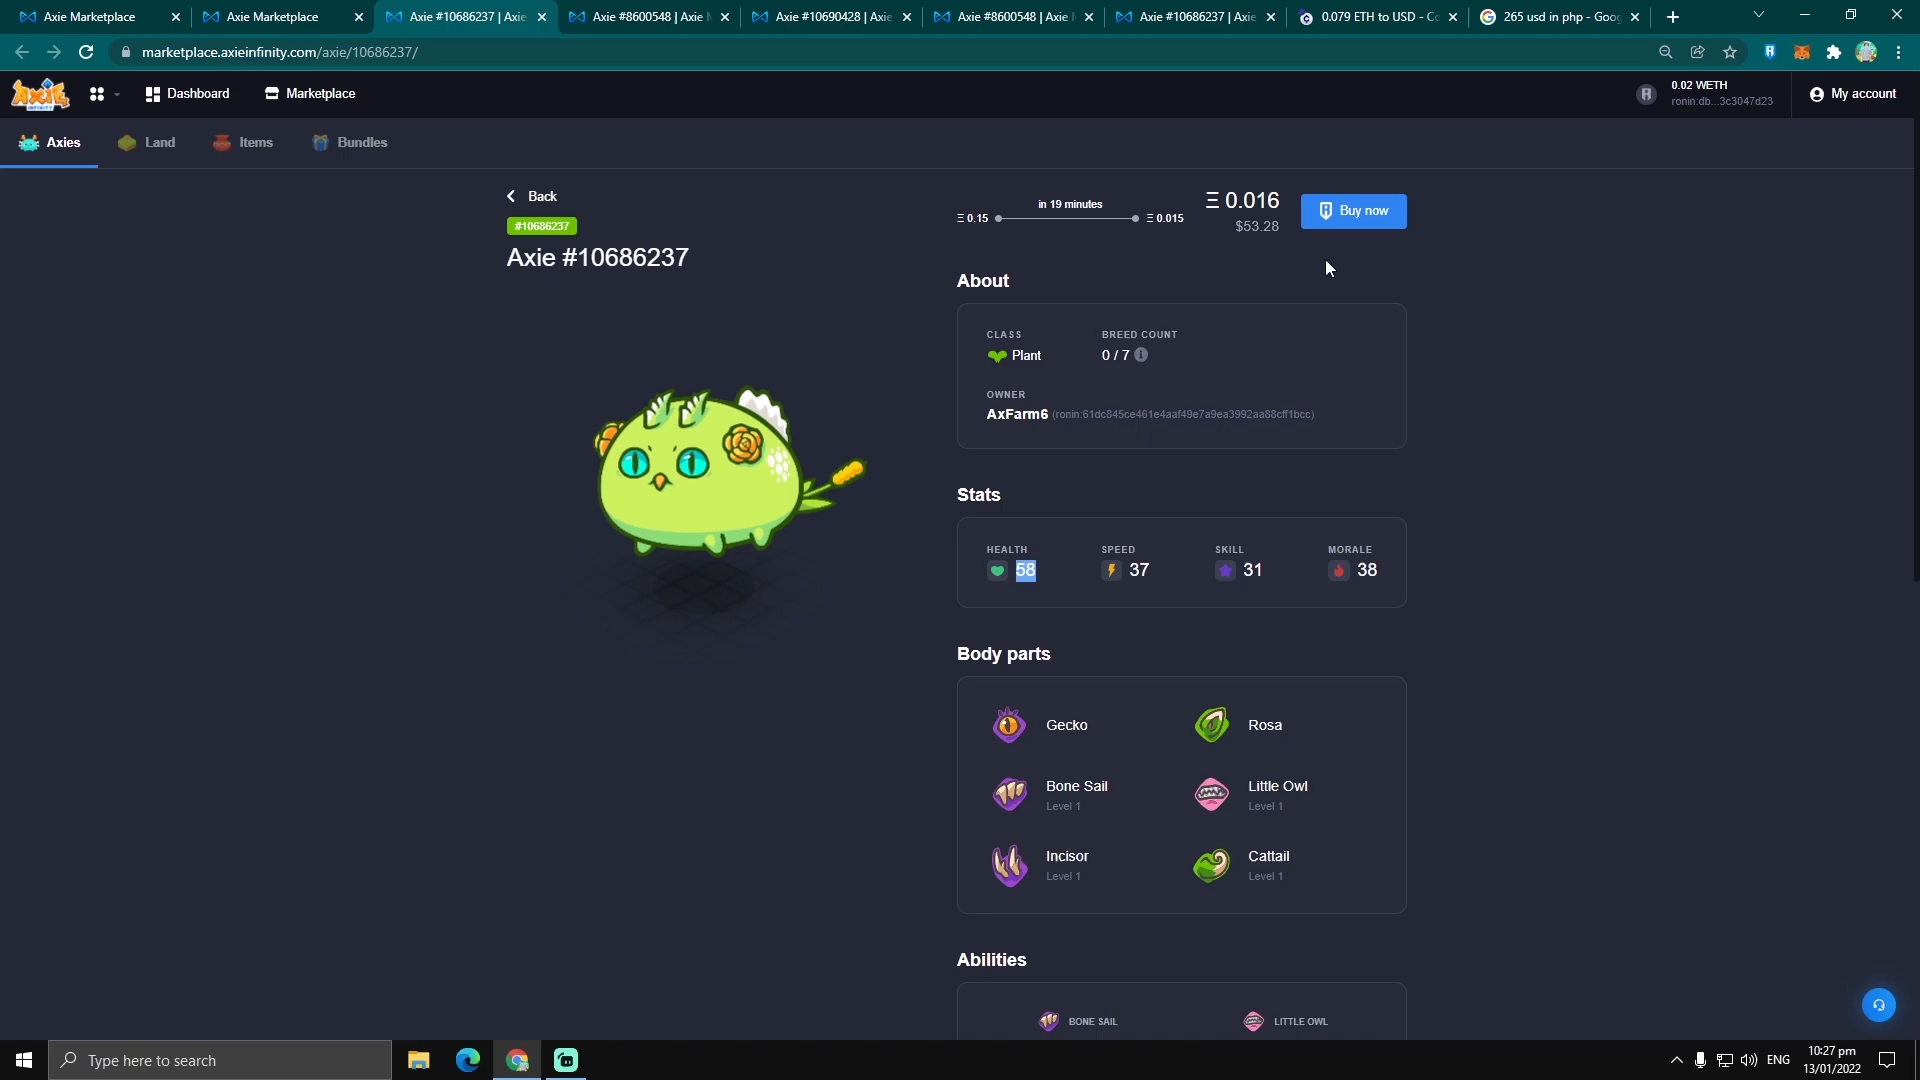 Axie Marketplace
Axie Marketplace
Axie #10686237 | Axie
Axie #8600548 | Axie
Axie #10690428 | Axie
Axie #8600548 | Axie
Axie #10686237 | Axie
0.079 ETH to USD - Co
265 usd in php - Goog
marketplace.axieinfinity.com/axie/10686237/
AXIE
INFINITY
Dashboard
Marketplace
0.02 WETH
ronin:db...3c3047d23
My account
Axies
Land
Items
Bundles
Back
#10686237
Axie #10686237
in 19 minutes
Ξ 0.15
Ξ 0.015
Ξ 0.016
$53.28
Buy now
About
CLASS
BREED COUNT
Plant
0 / 7
OWNER
AxFarm6 (ronin:61dc845ce461e4aaf49e7a9ea3992aa88cff1bcc)
Stats
HEALTH
SPEED
SKILL
MORALE
58
37
31
38
Body parts
Gecko
Rosa
Bone Sail
Level 1
Little Owl
Level 1
Incisor
Level 1
Cattail
Level 1
Abilities
BONE SAIL
LITTLE OWL
Type here to search
ENG
10:27 pm
13/01/2022